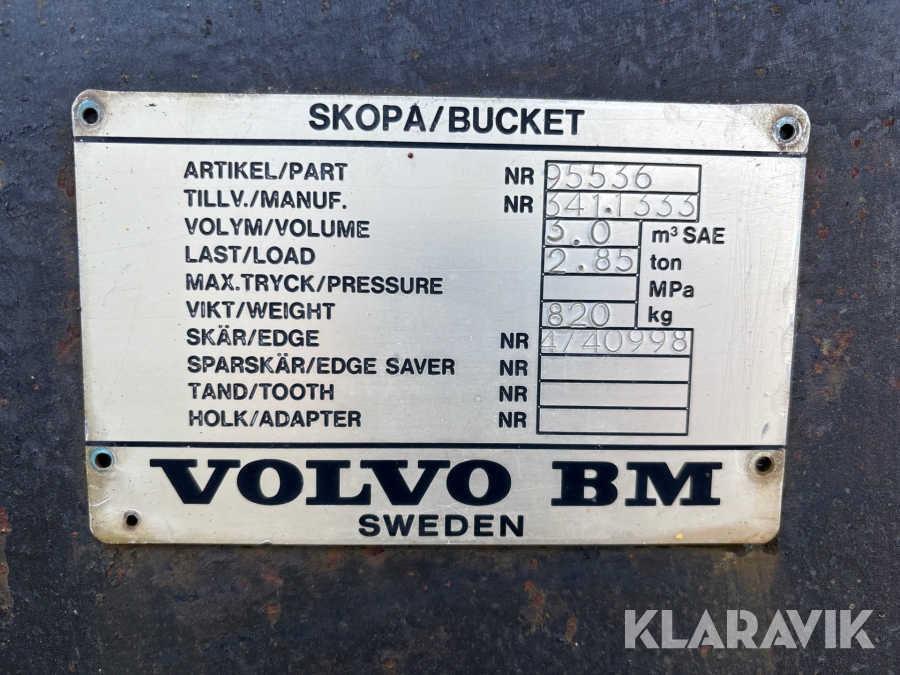 SKOPA/BUCKET
ARTIKEL/PART NR 95536
TILLV./MANUF. NR 341.1333
VOLYM/VOLUME 3.0 m³ SAE
LAST/LOAD 2.85 ton
MAX.TRYCK/PRESSURE MPa
VIKT/WEIGHT 820 kg
SKÄR/EDGE NR 4740998
SPARSKÄR/EDGE SAVER NR
TAND/TOOTH NR
HOLK/ADAPTER NR
VOLVO BM
SWEDEN
KLARAVIK